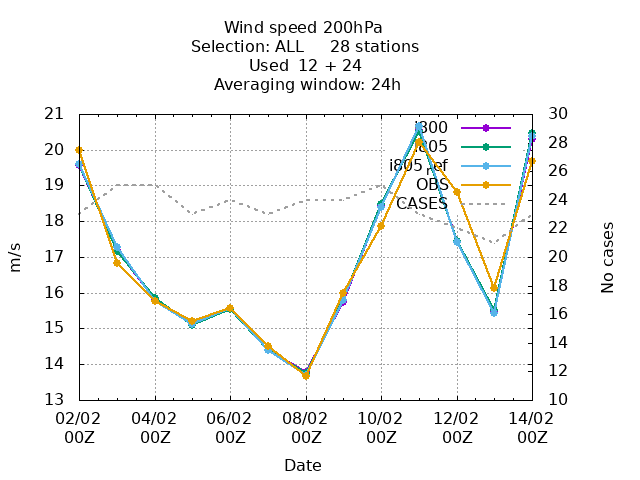 Wind speed 200hPa
Selection: ALL 28 stations
Used 12 + 24
Averaging window: 24h
21
20
19
18
17
16
15
14
13
m/s
30
28
26
24
22
20
18
16
14
12
10
No cases
i800
i805
i805_ref
OBS
CASES
02/02 04/02 06/02 08/02 10/02 12/02 14/02
00Z 00Z 00Z 00Z 00Z 00Z 00Z
Date